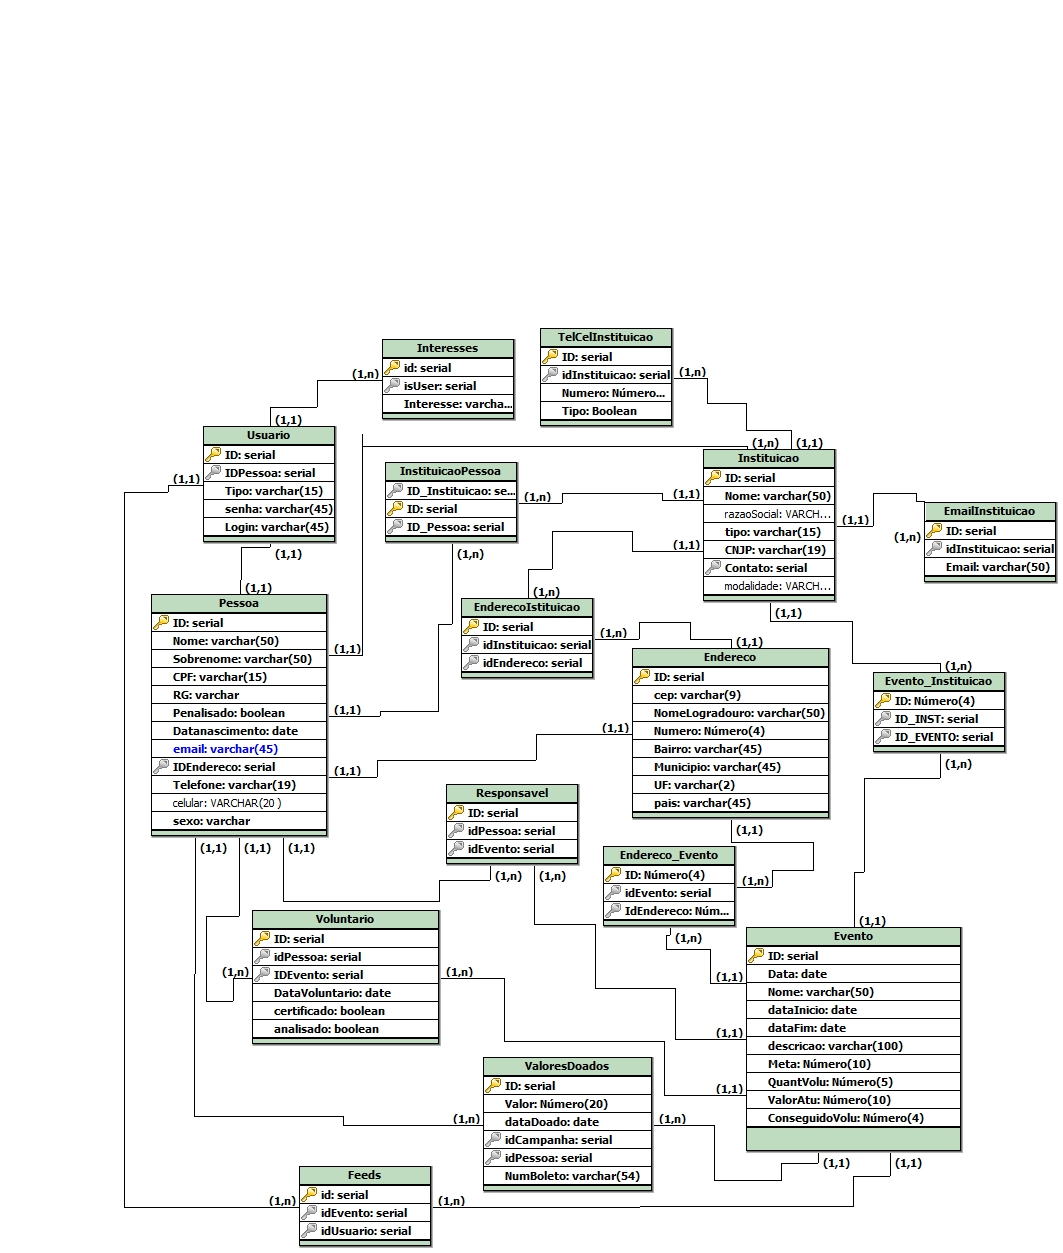 Interesses
id: serial
isUser: serial
Interesse: varcha...
(1,n)
(1,1)
TelCelInstituicao
ID: serial
idInstituicao: serial
Numero: Número...
Tipo: Boolean
(1,n)
(1,n)
(1,1)
Usuario
ID: serial
IDPessoa: serial
Tipo: varchar(15)
senha: varchar(45)
Login: varchar(45)
(1,1)
(1,1)
(1,1)
InstituicaoPessoa
ID_Instituicao: se...
ID: serial
ID_Pessoa: serial
(1,n)
(1,n)
Instituicao
ID: serial
Nome: varchar(50)
razaoSocial: VARCH...
tipo: varchar(15)
CNJP: varchar(19)
Contato: serial
modalidade: VARCH...
(1,1)
(1,1)
(1,1)
(1,1)
EmailInstituicao
ID: serial
idInstituicao: serial
Email: varchar(50)
(1,n)
Pessoa
ID: serial
Nome: varchar(50)
Sobrenome: varchar(50)
CPF: varchar(15)
RG: varchar
Penalisado: boolean
Datanascimento: date
email: varchar(45)
IDEndereco: serial
Telefone: varchar(19)
celular: VARCHAR(20 )
sexo: varchar
(1,1)
(1,1)
(1,1)
(1,1)
(1,1)
(1,1)
(1,n)
EnderecoIstituicao
ID: serial
idInstituicao: serial
idEndereco: serial
(1,n)
(1,1)
Endereco
ID: serial
cep: varchar(9)
NomeLogradouro: varchar(50)
Numero: Número(4)
Bairro: varchar(45)
Municipio: varchar(45)
UF: varchar(2)
pais: varchar(45)
(1,1)
(1,1)
(1,n)
Evento_Instituicao
ID: Número(4)
ID_INST: serial
ID_EVENTO: serial
(1,n)
Responsavel
ID: serial
idPessoa: serial
idEvento: serial
(1,n)
(1,n)
Endereco_Evento
ID: Número(4)
idEvento: serial
IdEndereco: Núm...
(1,n)
(1,n)
Voluntario
ID: serial
idPessoa: serial
IDEvento: serial
DataVoluntario: date
certificado: boolean
analisado: boolean
(1,n)
(1,n)
(1,1)
Evento
ID: serial
Data: date
Nome: varchar(50)
dataInicio: date
dataFim: date
descricao: varchar(100)
Meta: Número(10)
QuantVolu: Número(5)
ValorAtu: Número(10)
ConseguidoVolu: Número(4)
(1,1)
(1,1)
(1,1)
(1,1)
(1,1)
ValoresDoados
ID: serial
Valor: Número(20)
dataDoado: date
idCampanha: serial
idPessoa: serial
NumBoleto: varchar(54)
(1,n)
(1,n)
Feeds
id: serial
idEvento: serial
idUsuario: serial
(1,n)
(1,n)